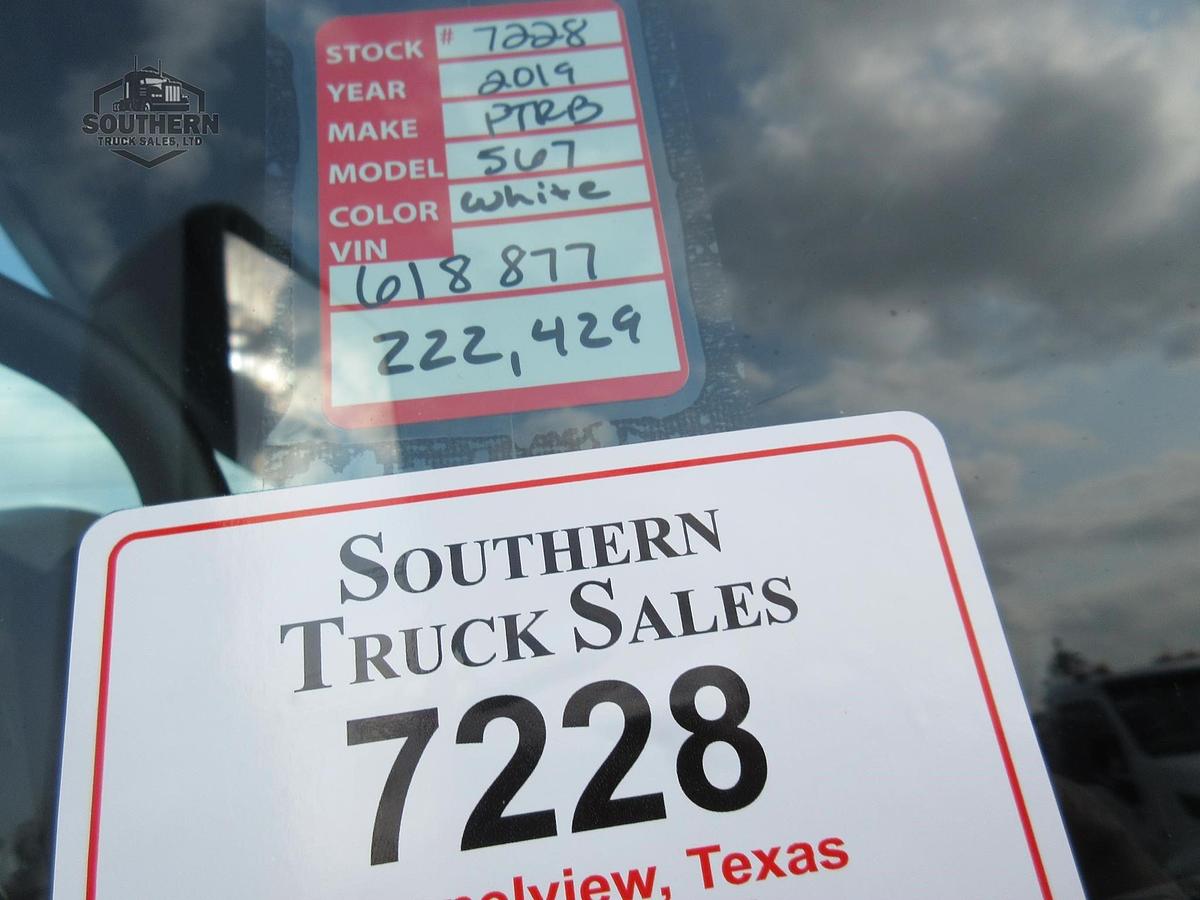 SOUTHERN
TRUCK SALES, LTD
STOCK # 7228
YEAR 2019
MAKE PTRB
MODEL 567
COLOR White
VIN
618877
222,429
SOUTHERN
TRUCK SALES
7228
nelview, Texas